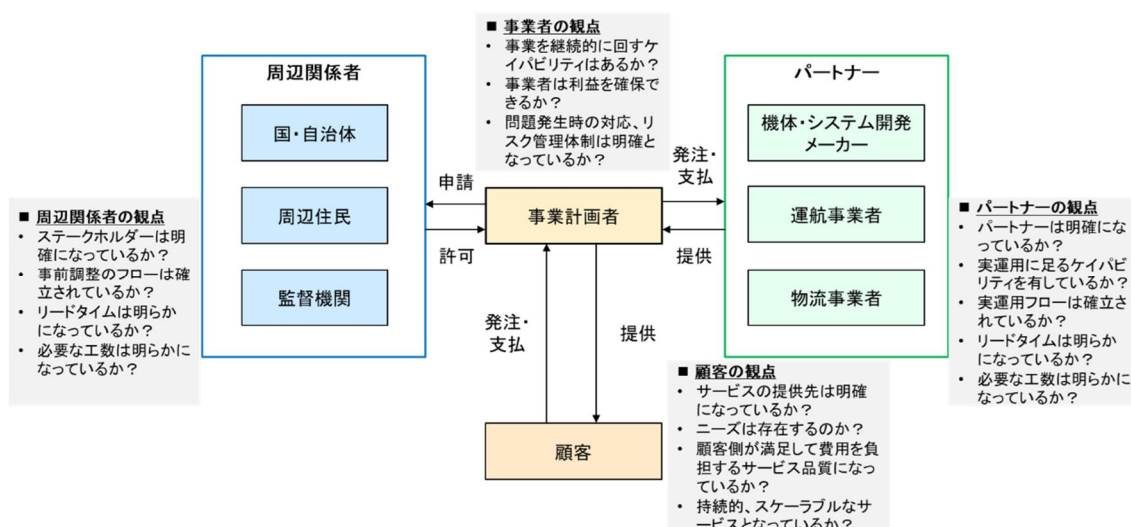 ■ 事業者の観点
• 事業を継続的に回すケ
イパビリティはあるか？
• 事業者は利益を確保で
きるか？
• 問題発生時の対応、リ
スク管理体制は明確と
なっているか？
周辺関係者
国・自治体
周辺住民
監督機関
パートナー
機体・システム開発
メーカー
運航事業者
物流事業者
申請
許可
事業計画者
発注・
支払
提供
■ 周辺関係者の観点
• ステークホルダーは明
確になっているか？
• 事前調整のフローは確
立されているか？
• リードタイムは明らか
になっているか？
• 必要な工数は明らかに
なっているか？
■ パートナーの観点
• パートナーは明確にな
っているか？
• 実運用に足るケイパビ
リティを有しているか？
• 実運用フローは確立さ
れているか？
• リードタイムは明らか
になっているか？
• 必要な工数は明らかに
なっているか？
発注・
支払
提供
顧客
■ 顧客の観点
• サービスの提供先は明確
になっているか？
• ニーズは存在するのか？
• 顧客側が満足して費用を負
担するサービス品質になっ
ているか？
• 持続的、スケーラブルなサ
ービスとなっているか？